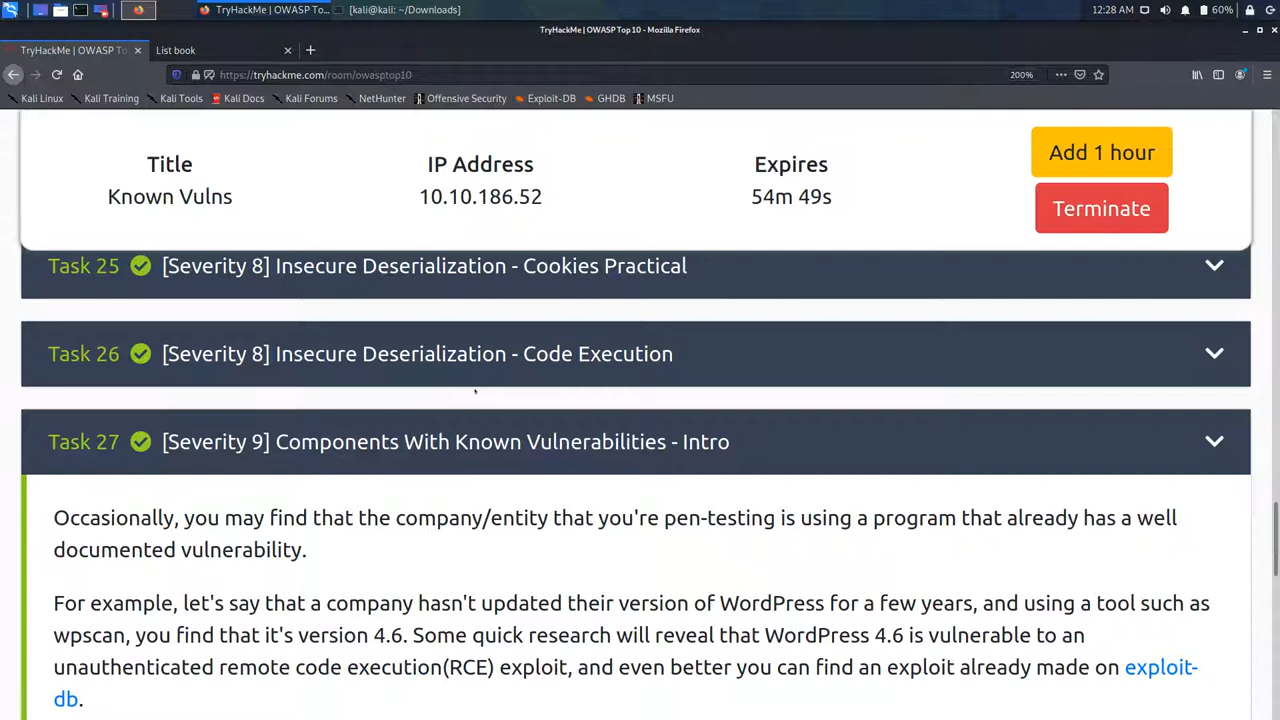 TryHackMe | OWASP To...
[kali@kali: ~/Downloads]
12:28 AM
60%
TryHackMe | OWASP Top 10 - Mozilla Firefox
TryHackMe | OWASP To
List book
https://tryhackme.com/room/owasptop10
200%
Kali Linux
Kali Training
Kali Tools
Kali Docs
Kali Forums
NetHunter
Offensive Security
Exploit-DB
GHDB
MSFU
Title
IP Address
Expires
Add 1 hour
Known Vulns
10.10.186.52
54m 49s
Terminate
Task 25 [Severity 8] Insecure Deserialization - Cookies Practical
Task 26 [Severity 8] Insecure Deserialization - Code Execution
Task 27 [Severity 9] Components With Known Vulnerabilities - Intro
Occasionally, you may find that the company/entity that you're pen-testing is using a program that already has a well
documented vulnerability.
For example, let's say that a company hasn't updated their version of WordPress for a few years, and using a tool such as
wpscan, you find that it's version 4.6. Some quick research will reveal that WordPress 4.6 is vulnerable to an
unauthenticated remote code execution(RCE) exploit, and even better you can find an exploit already made on exploit-
db.